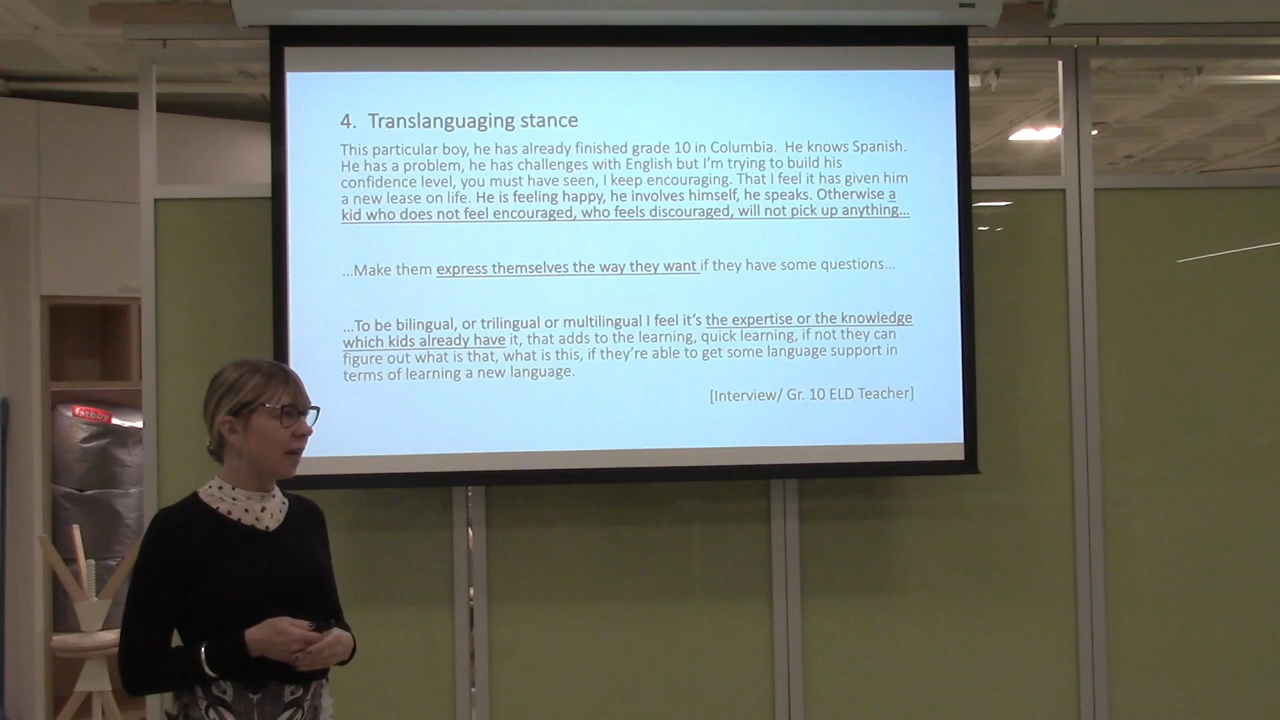 4. Translanguaging stance
This particular boy, he has already finished grade 10 in Columbia. He knows Spanish.
He has a problem, he has challenges with English but I'm trying to build his
confidence level, you must have seen, I keep encouraging. That I feel it has given him
a new lease on life. He is feeling happy, he involves himself, he speaks. Otherwise a
kid who does not feel encouraged, who feels discouraged, will not pick up anything...
...Make them express themselves the way they want if they have some questions...
...To be bilingual, or trilingual or multilingual I feel it's the expertise or the knowledge
which kids already have it, that adds to the learning, quick learning, if not they can
figure out what is that, what is this, if they're able to get some language support in
terms of learning a new language.
[Interview/ Gr. 10 ELD Teacher]
fatboy